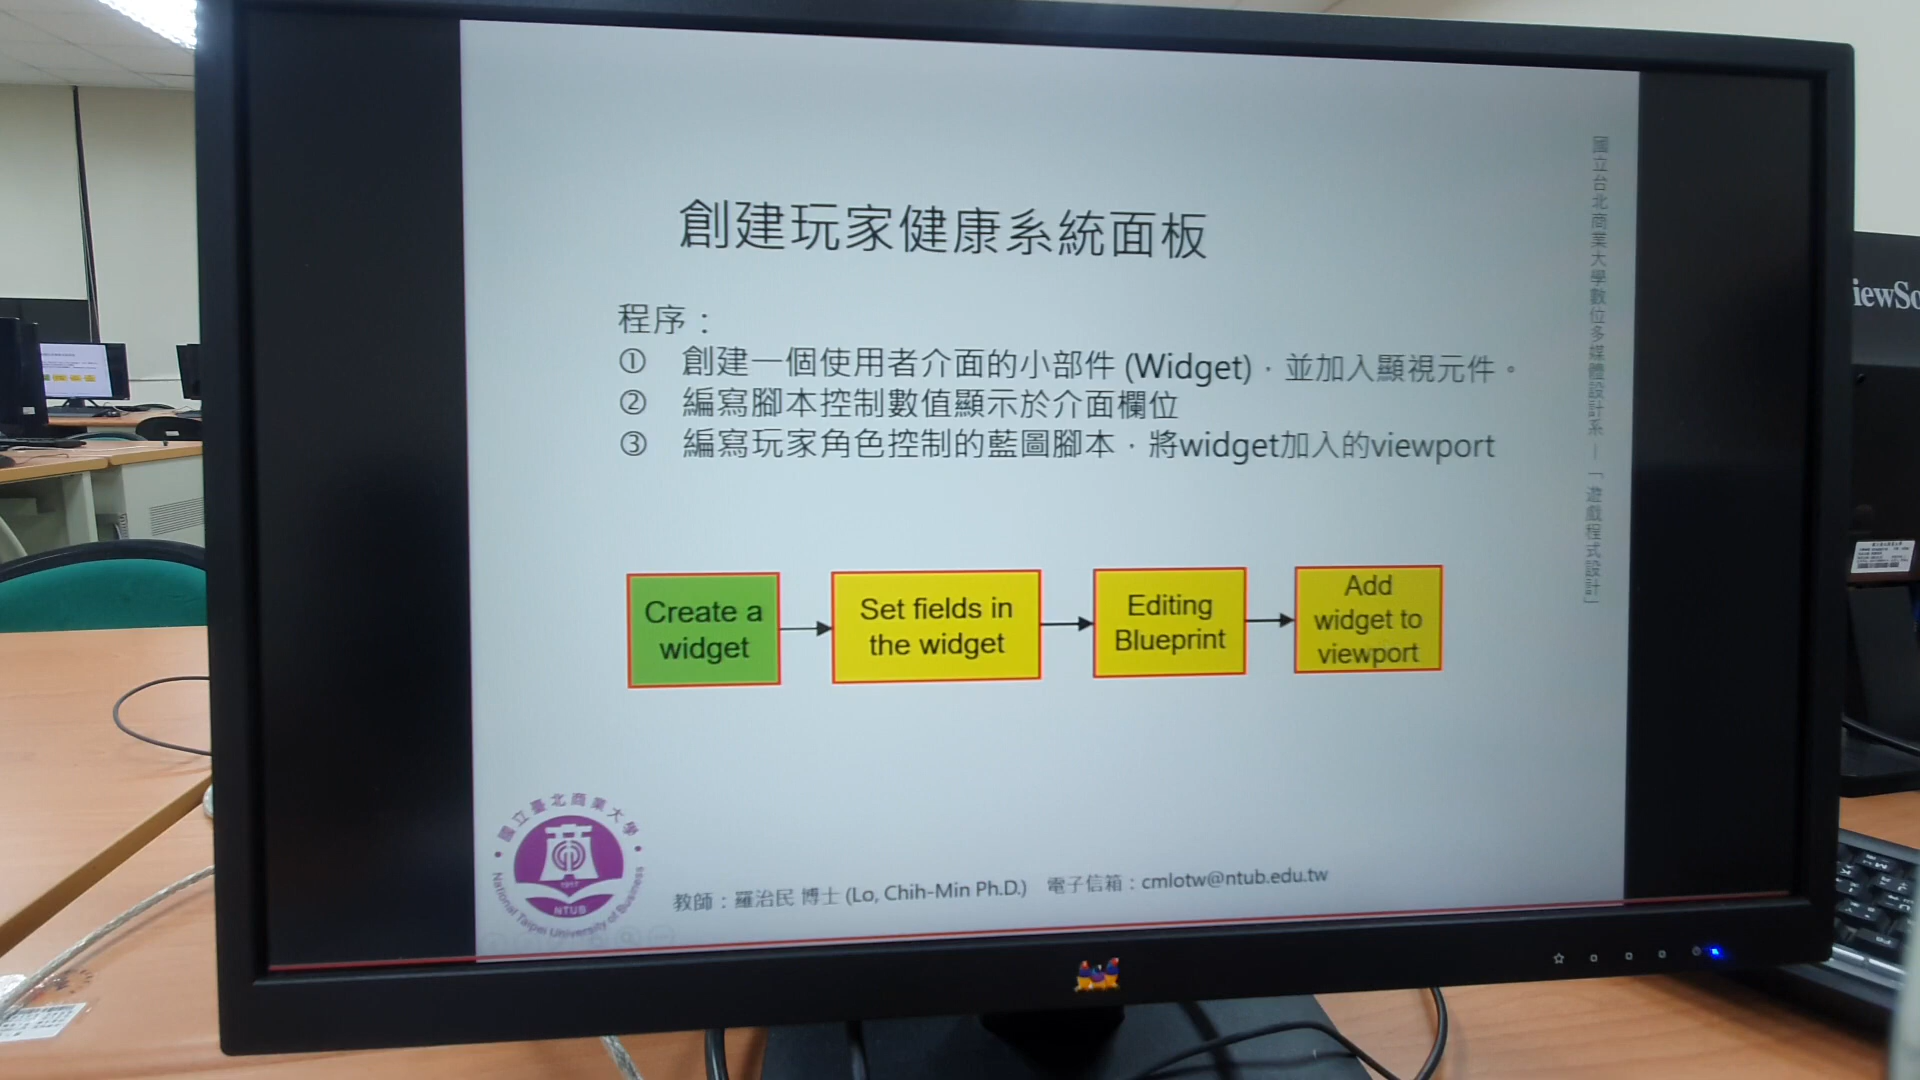 創建玩家健康系統面板
程序：
① 創建一個使用者介面的小部件 (Widget)，並加入顯視元件。
② 編寫腳本控制數值顯示於介面欄位
③ 編寫玩家角色控制的藍圖腳本，將widget加入的viewport
Create a
widget
Set fields in
the widget
Editing
Blueprint
Add
widget to
viewport
國立台北商業大學數位多媒體設計系 ─「遊戲程式設計」
國立臺北商業大學
1917
NTUB
National Taipei University of Business
教師：羅治民 博士 (Lo, Chih-Min Ph.D.) 電子信箱：cmlotw@ntub.edu.tw